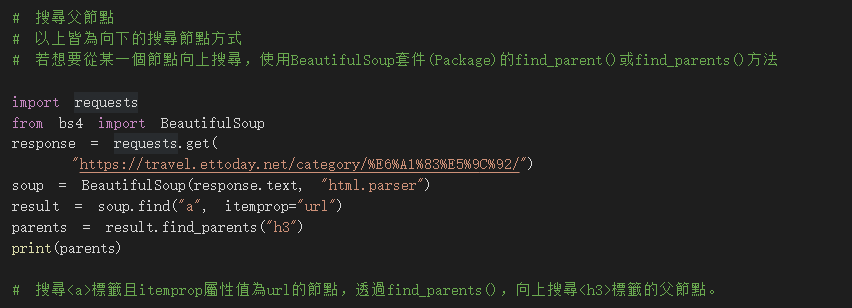 # 搜尋父節點
# 以上皆為向下的搜尋節點方式
# 若想要從某一個節點向上搜尋，使用BeautifulSoup套件(Package)的find_parent()或find_parents()方法
import requests
from bs4 import BeautifulSoup
response = requests.get(
"https://travel.ettoday.net/category/%E6%A1%83%E5%9C%92/")
soup = BeautifulSoup(response.text, "html.parser")
result = soup.find("a", itemprop="url")
parents = result.find_parents("h3")
print(parents)
# 搜尋<a>標籤且itemprop屬性值為url的節點，透過find_parents()，向上搜尋<h3>標籤的父節點。